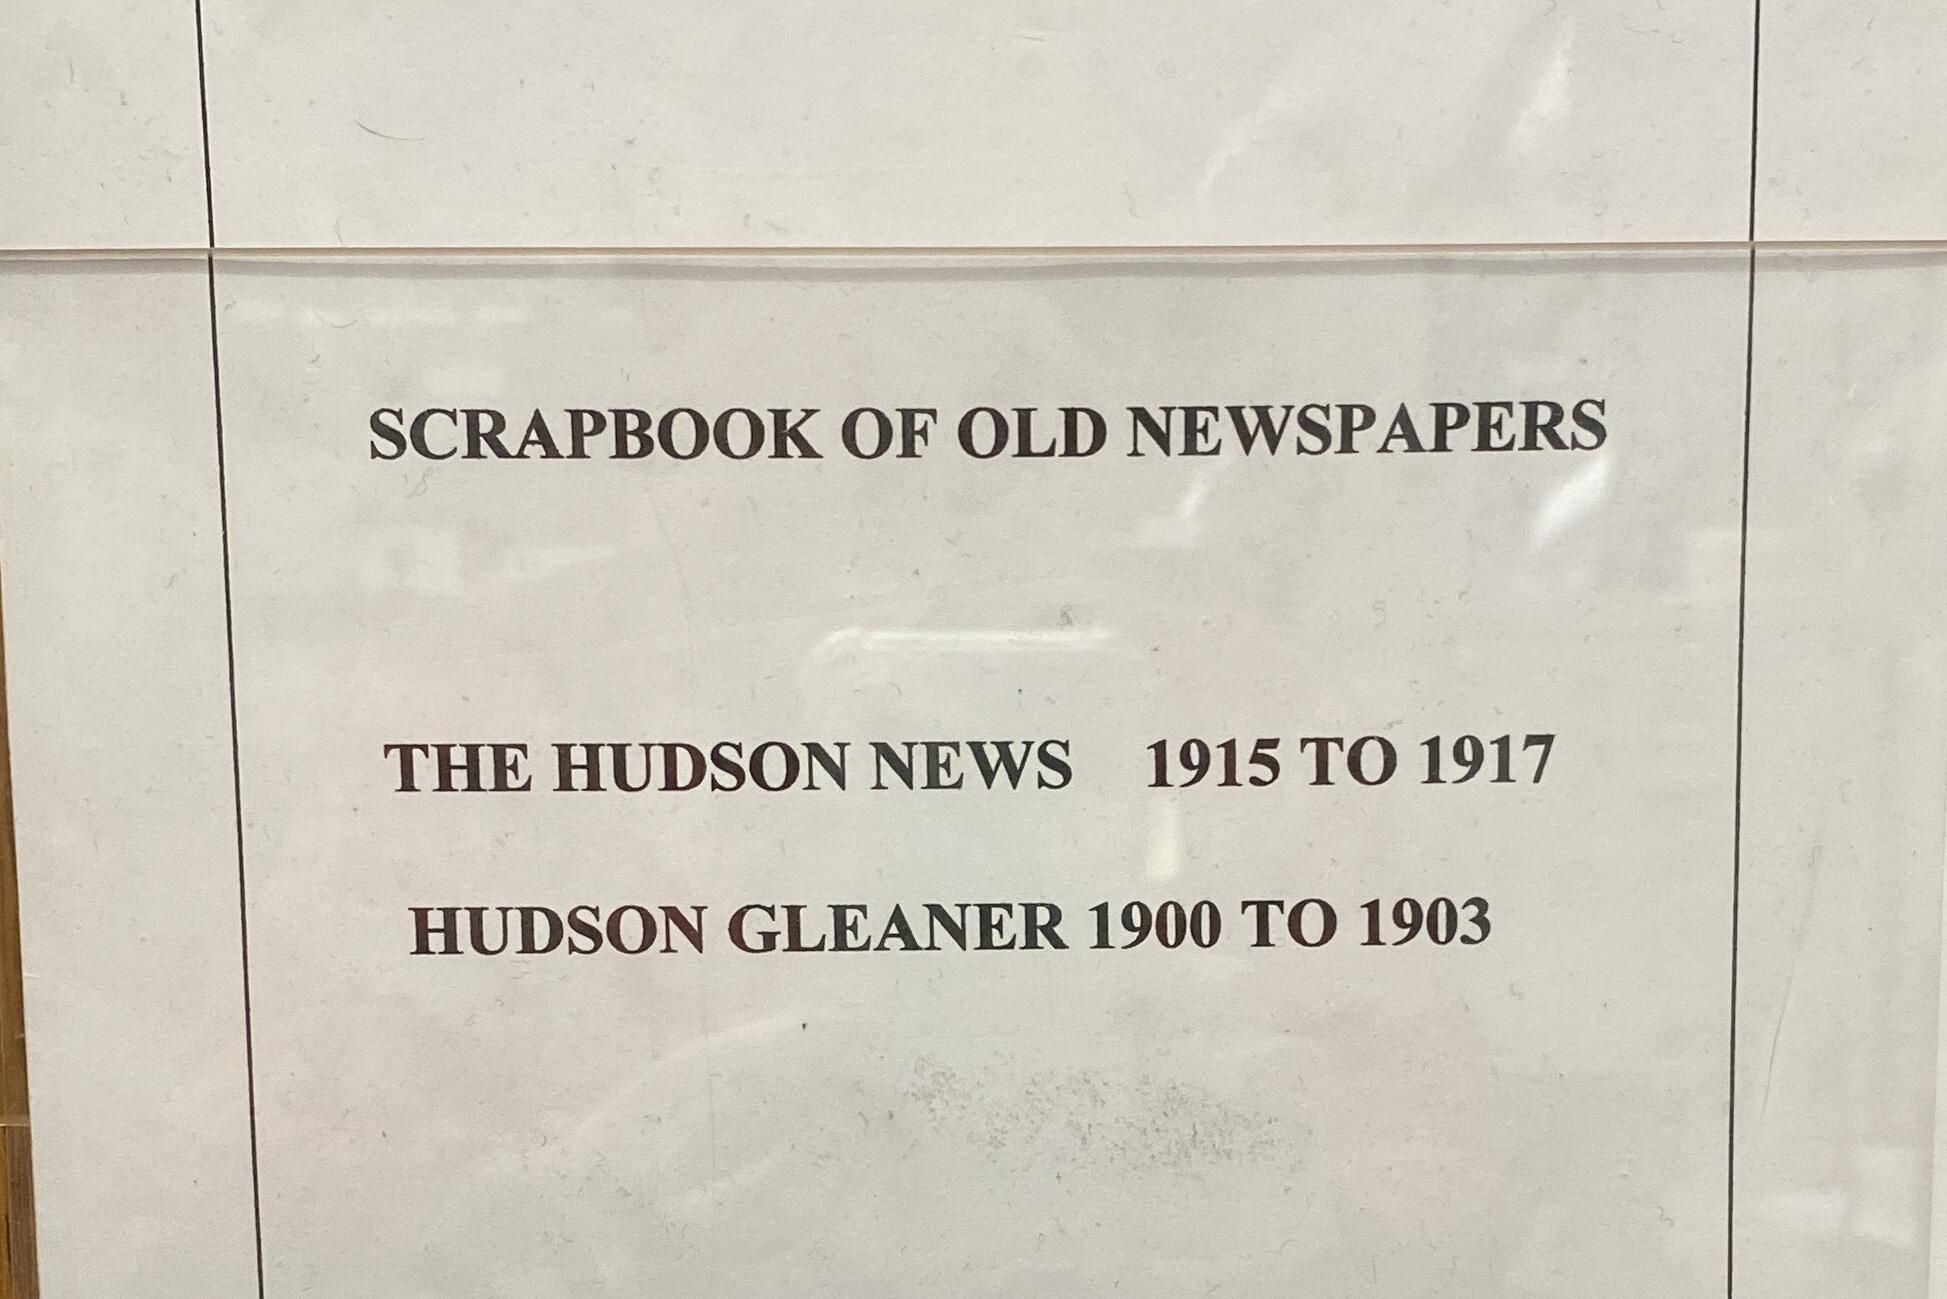 SCRAPBOOK OF OLD NEWSPAPERS
THE HUDSON NEWS 1915 TO 1917
HUDSON GLEANER 1900 TO 1903